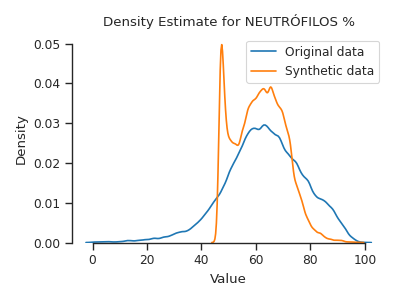 Density Estimate for NEUTRÓFILOS %
Original data
Synthetic data
Density
0.05
0.04
0.03
0.02
0.01
0.00
0
20
40
60
80
100
Value